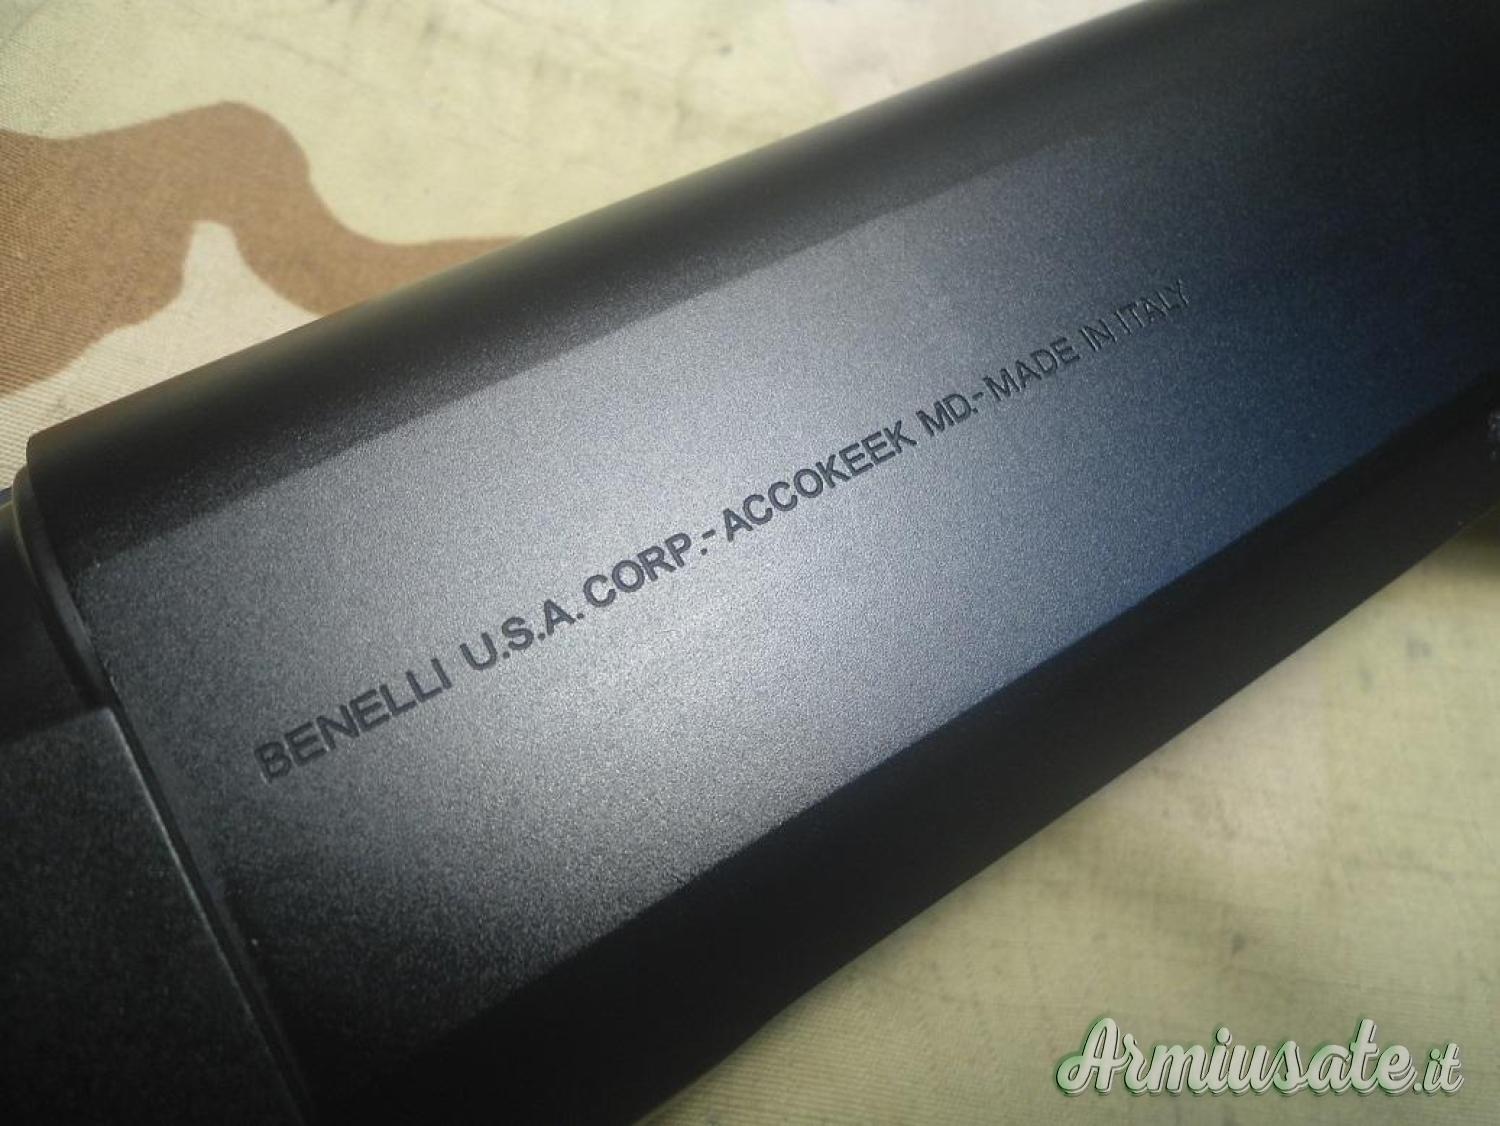 BENELLI U.S.A. CORP.-ACCOKEEK MD.-MADE IN ITALY
Armiusate.it